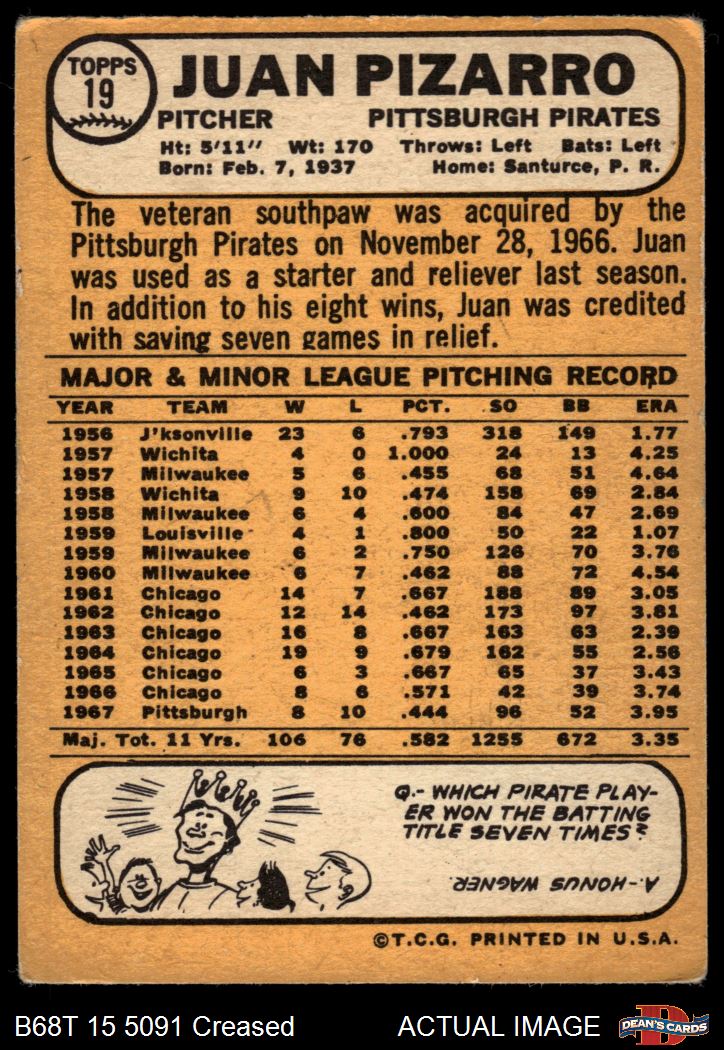 TOPPS
19
JUAN PIZARRO
PITCHER PITTSBURGH PIRATES
Ht: 5'11" Wt: 170 Throws: Left Bats: Left
Born: Feb. 7, 1937 Home: Santurce, P. R.
The veteran southpaw was acquired by the
Pittsburgh Pirates on November 28, 1966. Juan
was used as a starter and reliever last season.
In addition to his eight wins, Juan was credited
with saving seven games in relief.
MAJOR & MINOR LEAGUE PITCHING RECORD
YEAR TEAM W L PCT. SO BB ERA
1956 J'ksonville 23 6 .793 318 149 1.77
1957 Wichita 4 0 1.000 24 13 4.25
1957 Milwaukee 5 6 .455 68 51 4.64
1958 Wichita 9 10 .474 158 69 2.84
1958 Milwaukee 6 4 .600 84 47 2.69
1959 Louisville 4 1 .800 50 22 1.07
1959 Milwaukee 6 2 .750 126 70 3.76
1960 Milwaukee 6 7 .462 88 72 4.54
1961 Chicago 14 7 .667 188 89 3.05
1962 Chicago 12 14 .462 173 97 3.81
1963 Chicago 16 8 .667 163 63 2.39
1964 Chicago 19 9 .679 162 55 2.56
1965 Chicago 6 3 .667 65 37 3.43
1966 Chicago 8 6 .571 42 39 3.74
1967 Pittsburgh 8 10 .444 96 52 3.95
Maj. Tot. 11 Yrs. 106 76 .582 1255 672 3.35
Q.- WHICH PIRATE PLAY-
ER WON THE BATTING
TITLE SEVEN TIMES?
A.- HONUS WAGNER.
©T.C.G. PRINTED IN U.S.A.
B68T 15 5091 Creased ACTUAL IMAGE
D
DEAN'S CARDS